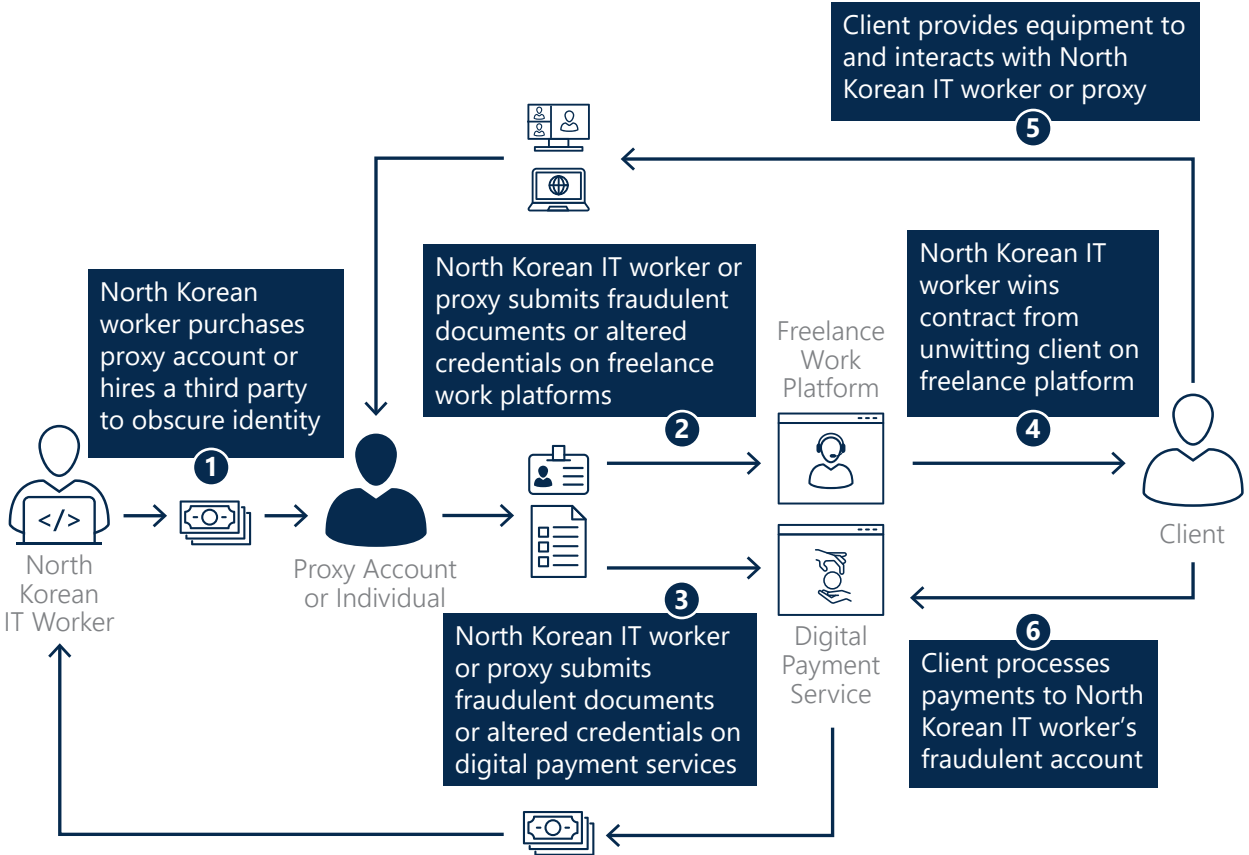 Client provides equipment to
and interacts with North
Korean IT worker or proxy
5
North Korean
worker purchases
proxy account or
hires a third party
to obscure identity
1
North Korean IT worker or
proxy submits fraudulent
documents or altered
credentials on freelance
work platforms
2
Freelance
Work
Platform
North Korean IT
worker wins
contract from
unwitting client on
freelance platform
4
</>
North
Korean
IT Worker
Proxy Account
or Individual
Client
3
North Korean IT worker
or proxy submits
fraudulent documents
or altered credentials on
digital payment services
Digital
Payment
Service
6
Client processes
payments to North
Korean IT worker’s
fraudulent account